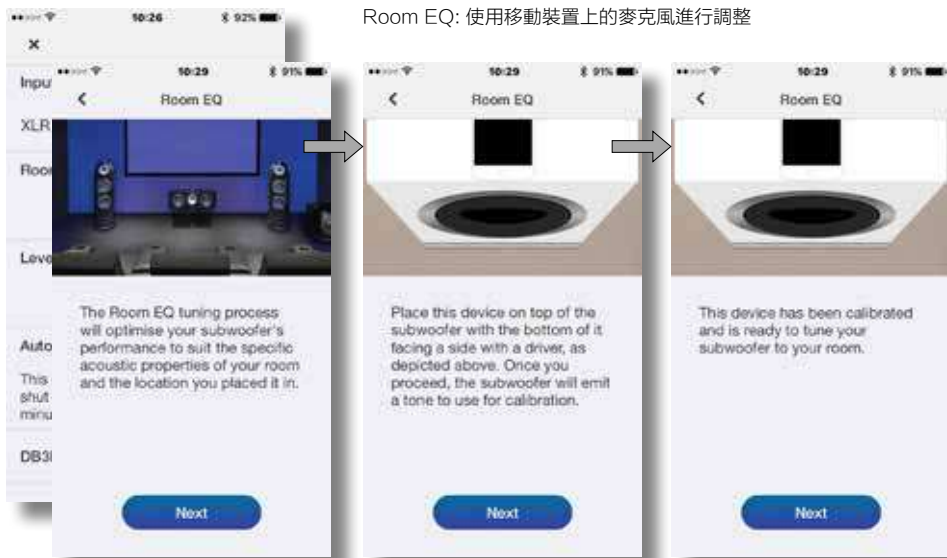 Room EQ: 使用移動裝置上的麥克風進行調整
10:26
92%
×
XLR
10:29
91%
Room EQ
The Room EQ tuning process
will optimise your subwoofer's
performance to suit the specific
acoustic properties of your room
and the location you placed it in.
Next
10:29
91%
Room EQ
Place this device on top of the
subwoofer with the bottom of it
facing a side with a driver, as
depicted above. Once you
proceed, the subwoofer will emit
a tone to use for calibration.
Next
10:29
91%
Room EQ
This device has been calibrated
and is ready to tune your
subwoofer to your room.
Next
Auto
This
shut